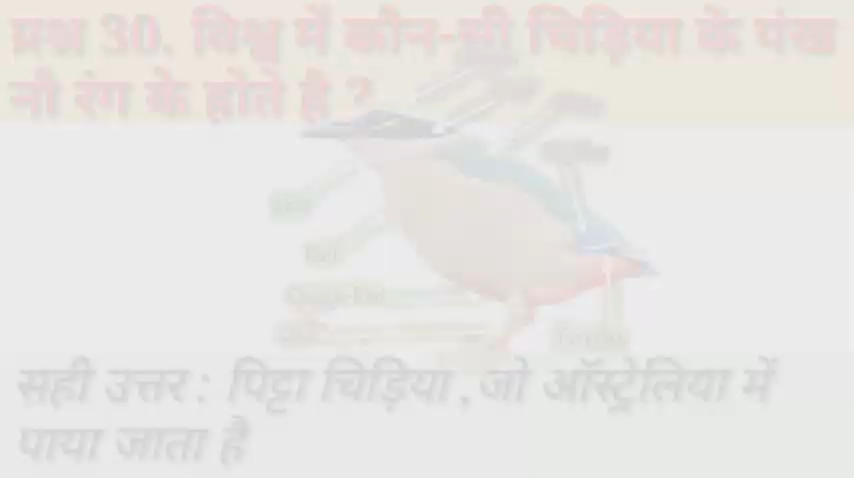 प्रश्न 30. विश्व में कौन-सी चिड़िया के पंख
नौ रंग के होते है ?
सही उत्तर : पिट्टा चिड़िया ,जो ऑस्ट्रेलिया में
पाया जाता है